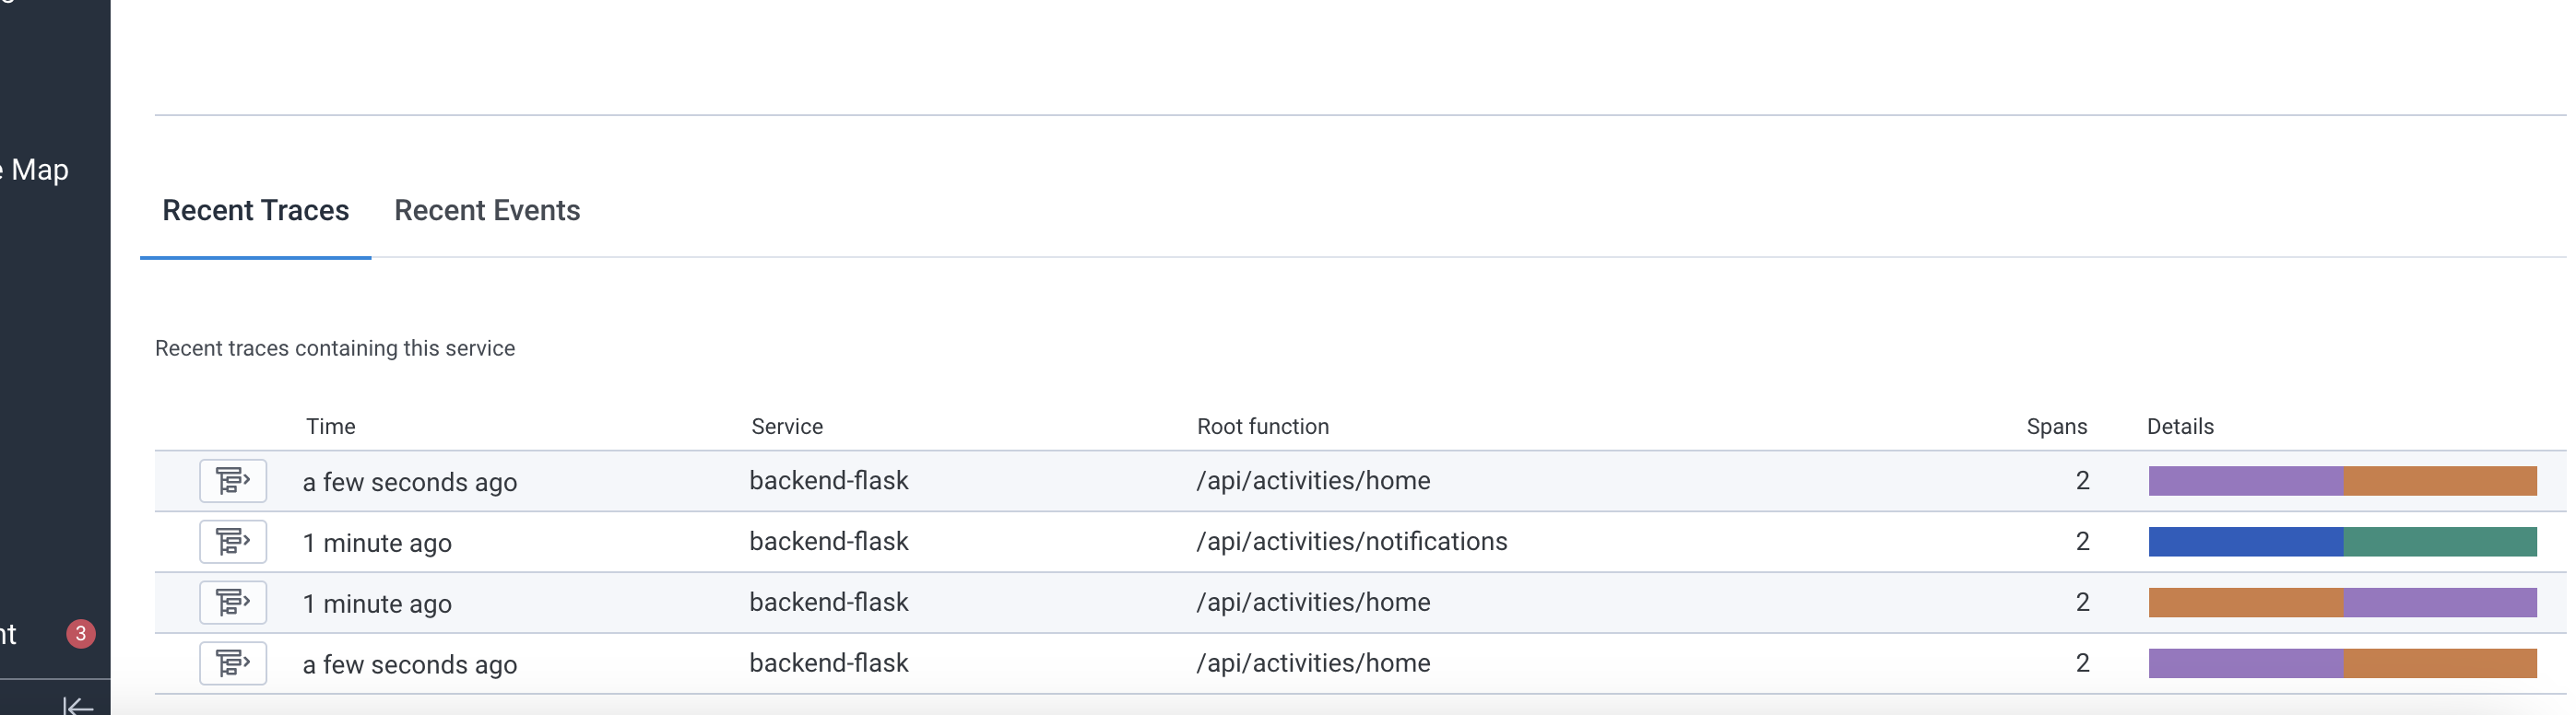 Map
Recent Traces Recent Events
Recent traces containing this service
Time Service Root function Spans Details
a few seconds ago backend-flask /api/activities/home 2
1 minute ago backend-flask /api/activities/notifications 2
1 minute ago backend-flask /api/activities/home 2
3
a few seconds ago backend-flask /api/activities/home 2